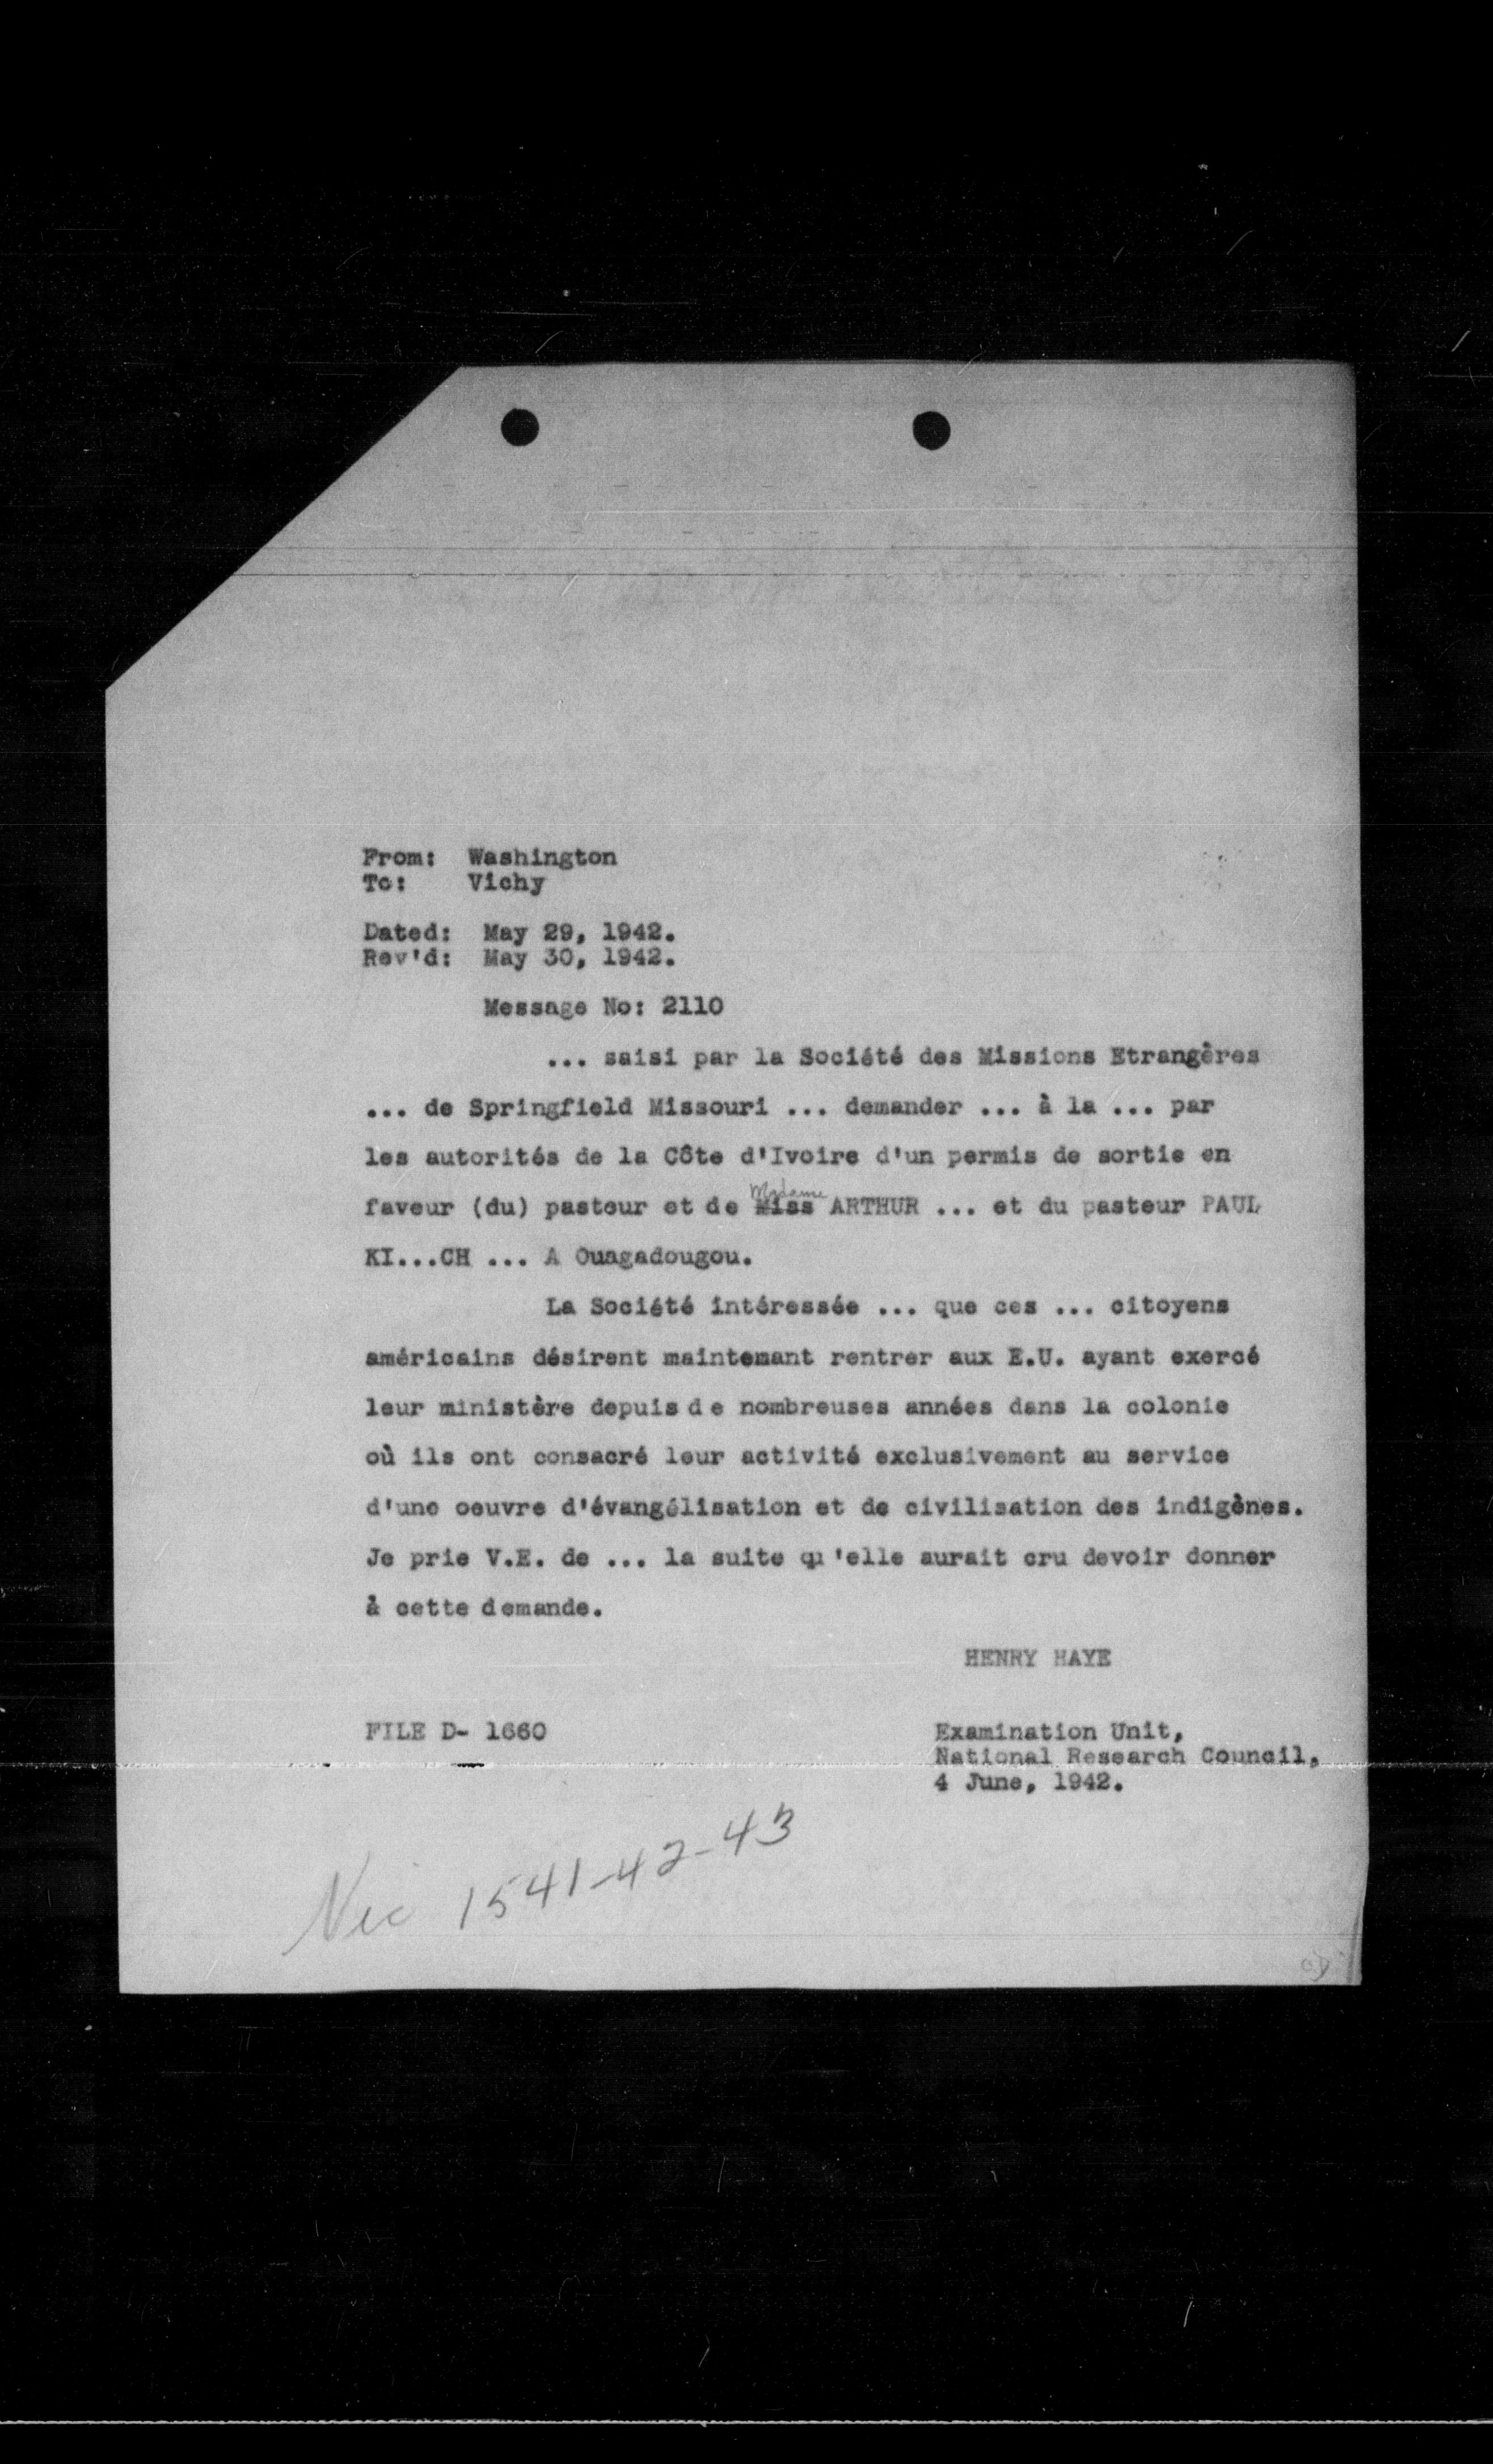 From: Washington
To: Vichy
Dated: May 29, 1942.
Rev'd: May 30, 1942.
Message No: 2110
... saisi par la Société des Missions Etrangères
... de Springfield Missouri ... demander ... à la ... par
les autorités de la Côte d'Ivoire d'un permis de sortie en
Madame
faveur (du) pasteur et de Miss ARTHUR ... et du pasteur PAUL
KI...CH ... A Ouagadougou.
La Société intéressée ... que ces ... citoyens
américains désirent maintenant rentrer aux E.U. ayant exercé
leur ministère depuis de nombreuses années dans la colonie
où ils ont consacré leur activité exclusivement au service
d'une oeuvre d'évangélisation et de civilisation des indigènes.
Je prie V.E. de ... la suite qu'elle aurait cru devoir donner
à cette demande.
HENRY HAYE
FILE D- 1660
Examination Unit,
National Research Council,
4 June, 1942.
1541-42-43